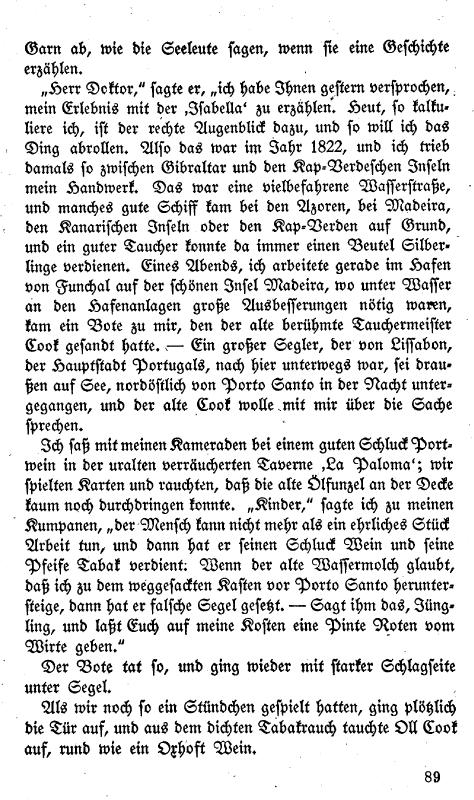 Garn ab, wie die Seeleute sagen, wenn sie eine Geschichte
erzählen.
„Herr Doktor,“ sagte er, „ich habe Ihnen gestern versprochen,
mein Erlebnis mit der ‚Isabella‘ zu erzählen. Heut, so kalku-
liere ich, ist der rechte Augenblick dazu, und so will ich das
Ding abrollen. Also das war im Jahr 1822, und ich trieb
damals so zwischen Gibraltar und den Kap-Verdeschen Inseln
mein Handwerk. Das war eine vielbefahrene Wasserstraße,
und manches gute Schiff kam bei den Azoren, bei Madeira,
den Kanarischen Inseln oder den Kap-Verden auf Grund,
und ein guter Taucher konnte da immer einen Beutel Silber-
linge verdienen. Eines Abends, ich arbeitete gerade im Hafen
von Funchal auf der schönen Insel Madeira, wo unter Wasser
an den Hafenanlagen große Ausbesserungen nötig waren,
kam ein Bote zu mir, den der alte berühmte Tauchermeister
Cook gesandt hatte. — Ein großer Segler, der von Lissabon,
der Hauptstadt Portugals, nach hier unterwegs war, sei drau-
ßen auf See, nordöstlich von Porto Santo in der Nacht unter-
gegangen, und der alte Cook wolle mit mir über die Sache
sprechen.
Ich saß mit meinen Kameraden bei einem guten Schluck Port-
wein in der uralten verräucherten Taverne ‚La Paloma‘; wir
spielten Karten und rauchten, daß die alte Ölfunzel an der Decke
kaum noch durchdringen konnte. „Kinder,“ sagte ich zu meinen
Kumpanen, „der Mensch kann nicht mehr als ein ehrliches Stück
Arbeit tun, und dann hat er seinen Schluck Wein und seine
Pfeife Tabak verdient: Wenn der alte Wassermolch glaubt,
daß ich zu dem weggesackten Kasten vor Porto Santo herunter-
steige, dann hat er falsche Segel gesetzt. — Sagt ihm das, Jüng-
ling, und laßt Euch auf meine Kosten eine Pinte Roten vom
Wirte geben.“
Der Bote tat so, und ging wieder mit starker Schlagseite
unter Segel.
Als wir noch so ein Stündchen gespielt hatten, ging plötzlich
die Tür auf, und aus dem dichten Tabakrauch tauchte Oll Cook
auf, rund wie ein Oxhoft Wein.
89